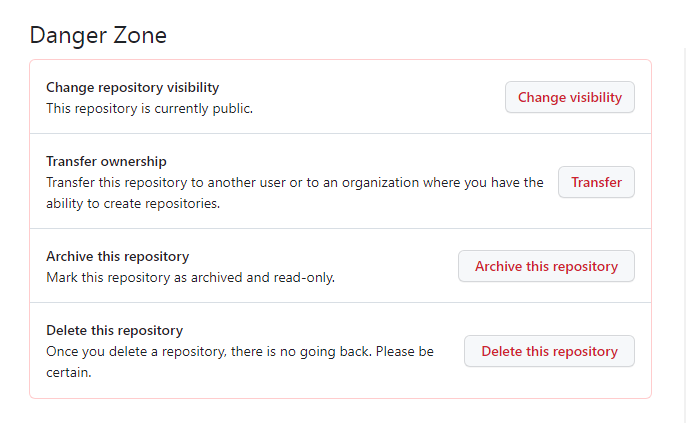 Danger Zone
Change repository visibility
This repository is currently public.
Change visibility
Transfer ownership
Transfer this repository to another user or to an organization where you have the
ability to create repositories.
Transfer
Archive this repository
Mark this repository as archived and read-only.
Archive this repository
Delete this repository
Once you delete a repository, there is no going back. Please be
certain.
Delete this repository